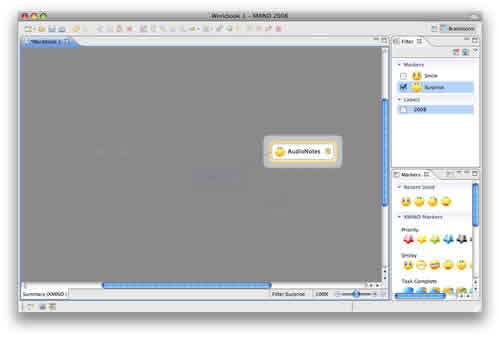 Workbook 1 - XMIND 2008
Brainstorm
*Workbook 1
Filter
Markers
Smile
Surprise
Labels
2008
AudioNotes
Markers
Recent Used
XMIND Markers
Priority
Smiley
Task Complete
Summary (XMIND )
Filter:Surprise
100%